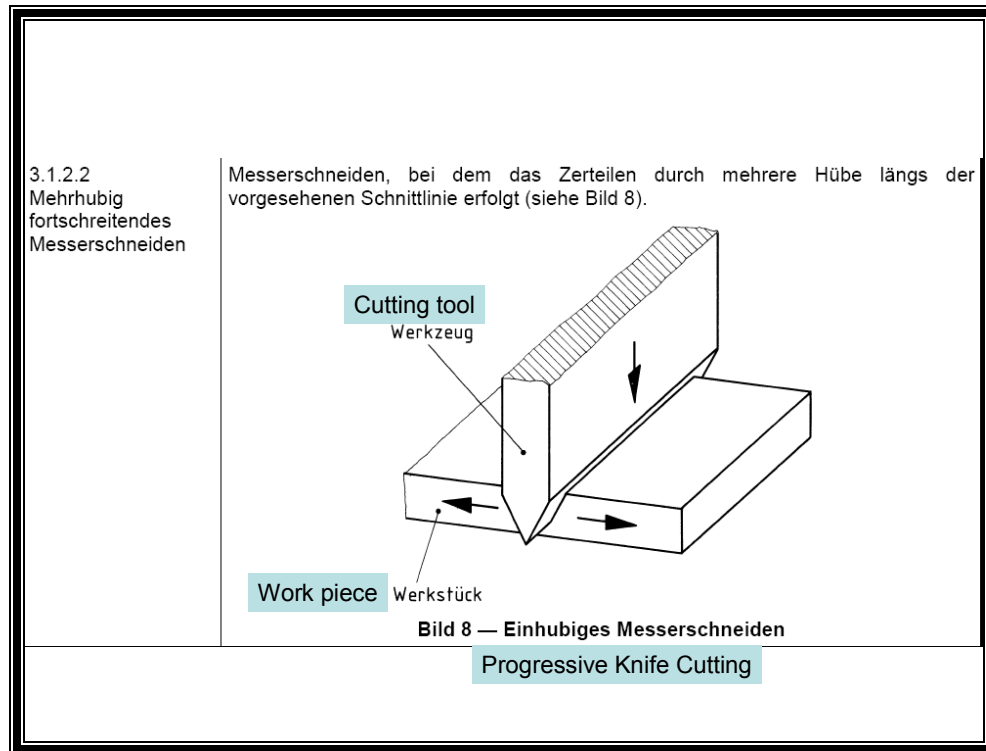 3.1.2.2
Mehrhubig
fortschreitendes
Messerschneiden
Messerschneiden, bei dem das Zerteilen durch mehrere Hübe längs der
vorgesehenen Schnittlinie erfolgt (siehe Bild 8).
Cutting tool
Werkzeug
Work piece Werkstück
Bild 8 — Einhubiges Messerschneiden
Progressive Knife Cutting